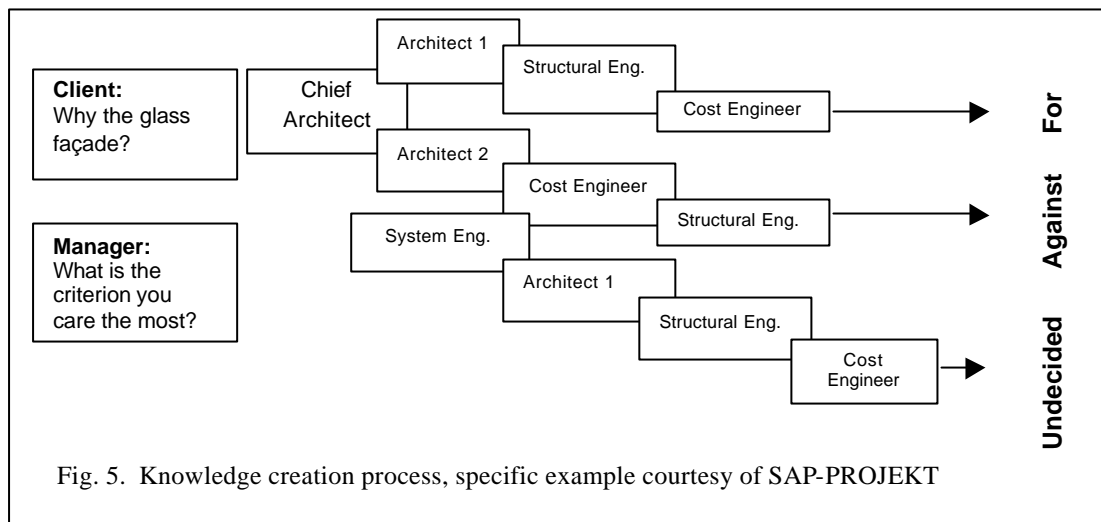 Client:
Why the glass
façade?
Manager:
What is the
criterion you
care the most?
Chief
Architect
Architect 1
Structural Eng.
Cost Engineer
For
Architect 2
Cost Engineer
Structural Eng.
Against
System Eng.
Architect 1
Structural Eng.
Cost
Engineer
Undecided
Fig. 5. Knowledge creation process, specific example courtesy of SAP-PROJEKT